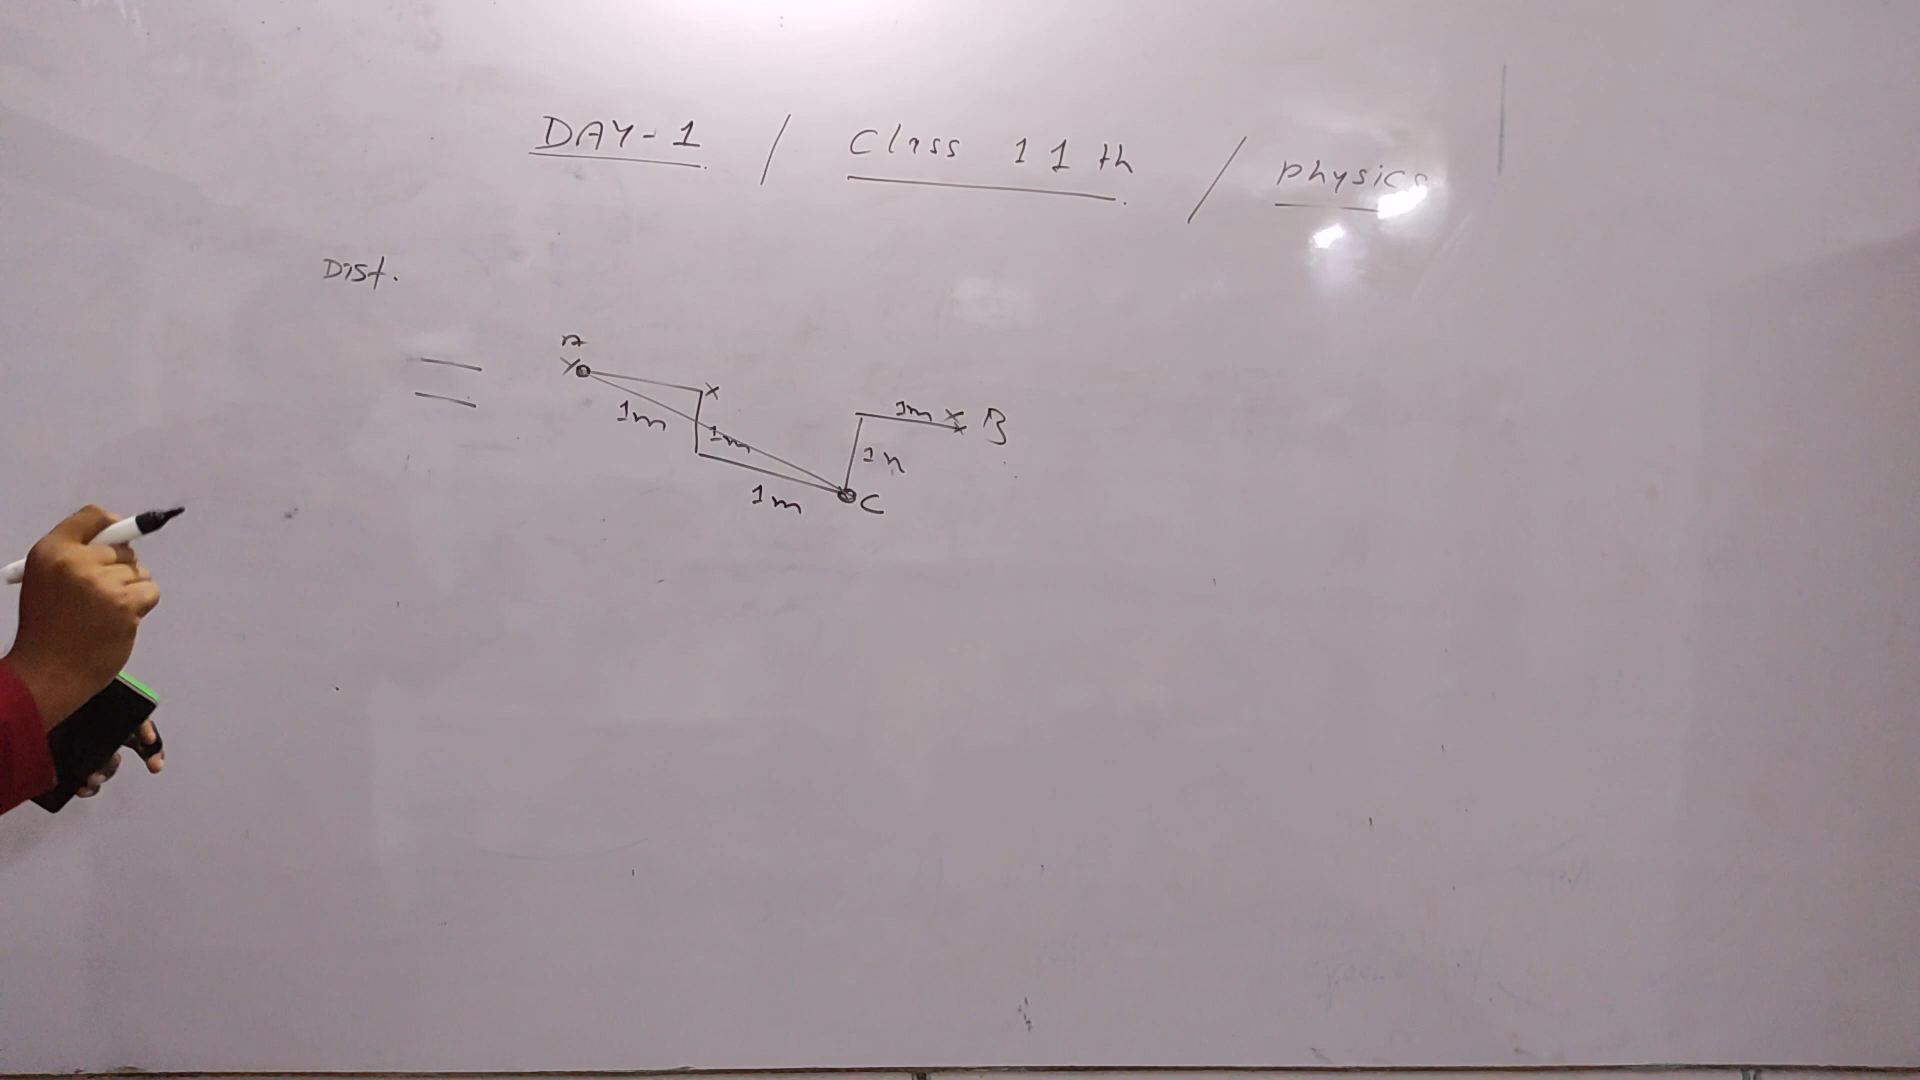 DAY-1 / Class 11th / Physics
Dist.
A
X
1m
1m
1m
C
1m
1m
B